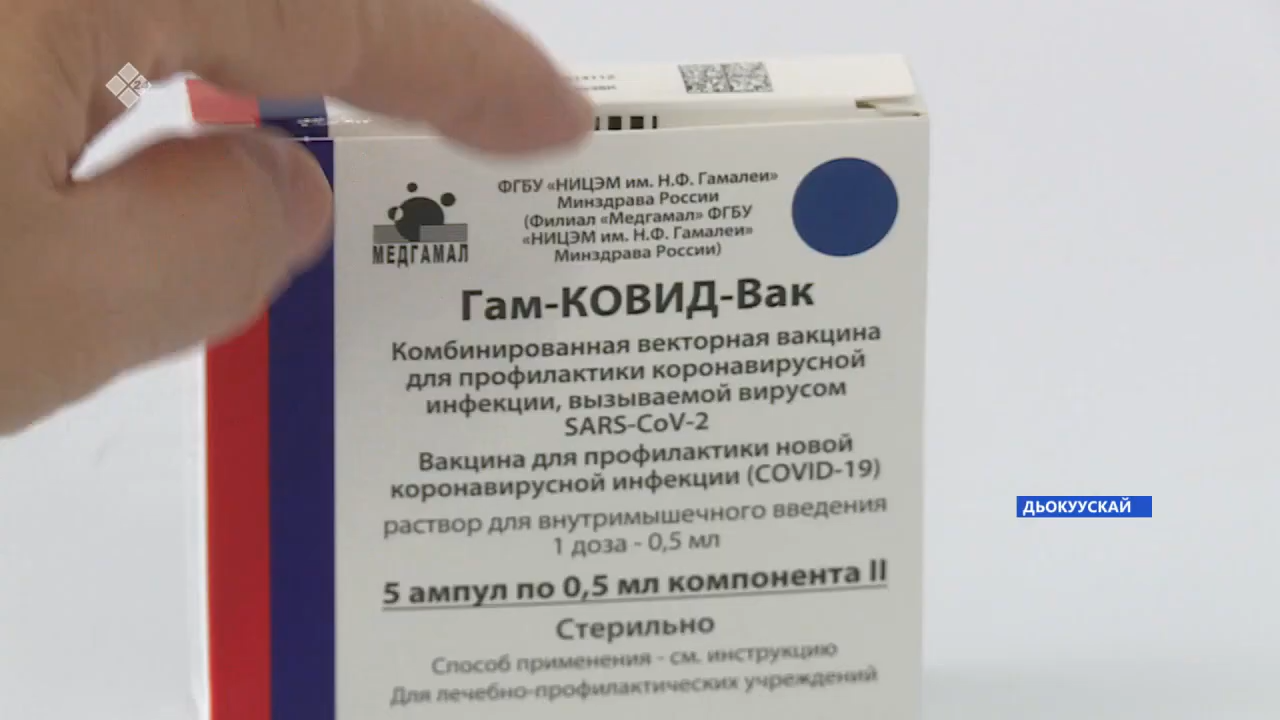 24
ФГБУ «НИЦЭМ им. Н.Ф. Гамалеи»
Минздрава России
(Филиал «Медгамал» ФГБУ
«НИЦЭМ им. Н.Ф. Гамалеи»
Минздрава России)
МЕДГАМАЛ
Гам-КОВИД-Вак
Комбинированная векторная вакцина
для профилактики коронавирусной
инфекции, вызываемой вирусом
SARS-CoV-2
Вакцина для профилактики новой
коронавирусной инфекции (COVID-19)
раствор для внутримышечного введения
1 доза - 0,5 мл
5 ампул по 0,5 мл компонента II
Стерильно
Способ применения - см. инструкцию
Для лечебно-профилактических учреждений
ДЬОКУУСКАЙ